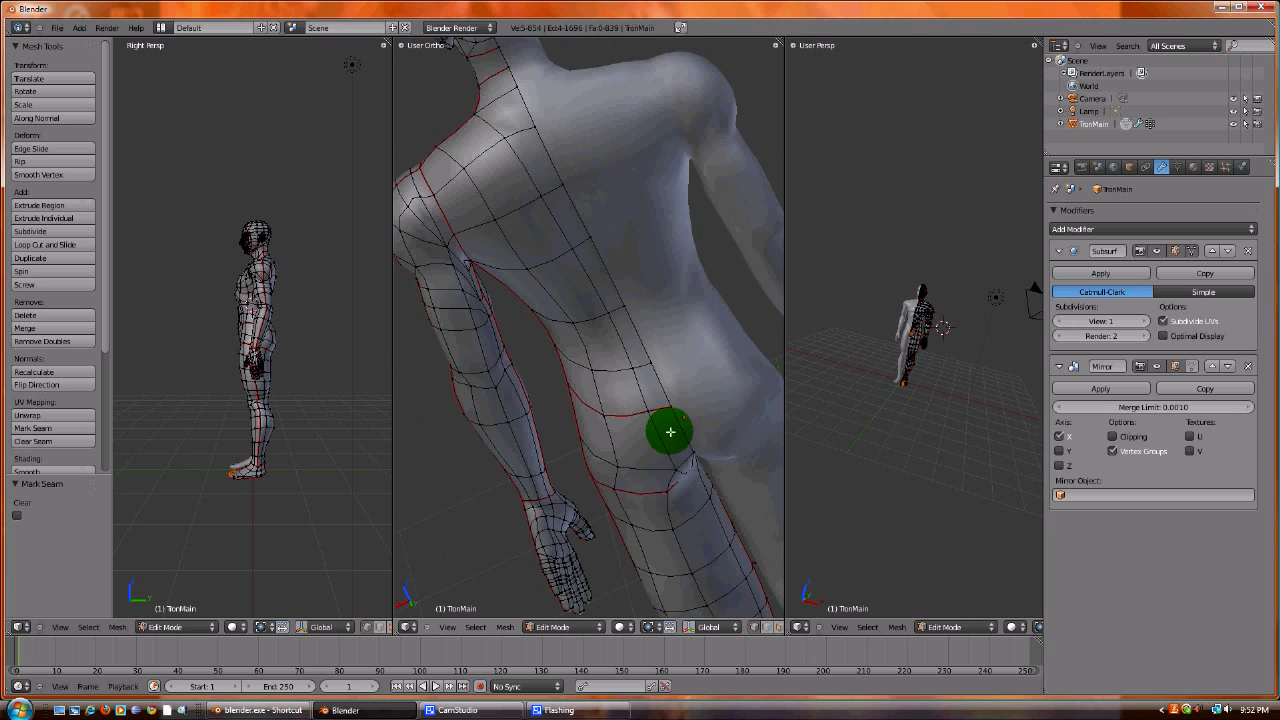 Blender
File Add Render Help Default Scene Blender Render Ve:5-854 | Ed:4-1696 | Fa:0-839 | TronMain
Mesh Tools
Transform:
Translate
Rotate
Scale
Along Normal
Deform:
Edge Slide
Rip
Smooth Vertex
Add:
Extrude Region
Extrude Individual
Subdivide
Loop Cut and Slide
Duplicate
Spin
Screw
Remove:
Delete
Merge
Remove Doubles
Normals:
Recalculate
Flip Direction
UV Mapping:
Unwrap
Mark Seam
Clear Seam
Shading:
Smooth
Mark Seam
Clear
Right Persp
(1) TronMain
User Ortho
(1) TronMain
User Persp
(1) TronMain
View Select Mesh Edit Mode Global
View Select Mesh Edit Mode Global
View Select Mesh Edit Mode
View Search All Scenes
Scene
RenderLayers |
World
Camera
Lamp
TronMain
TronMain
Modifiers
Add Modifier
Subsurf
Apply Copy
Catmull-Clark Simple
Subdivisions: Options:
View: 1 Subdivide UVs
Render: 2 Optimal Display
Mirror
Apply Copy
Merge Limit: 0.0010
Axis: Options: Textures:
X Clipping U
Y Vertex Groups V
Z
Mirror Object:
0 10 20 30 40 50 60 70 80 90 100 110 120 130 140 150 160 170 180 190 200 210 220 230 240 250
View Frame Playback Start: 1 End: 250 1 No Sync
blender.exe - Shortcut Blender CamStudio Flashing 9:52 PM